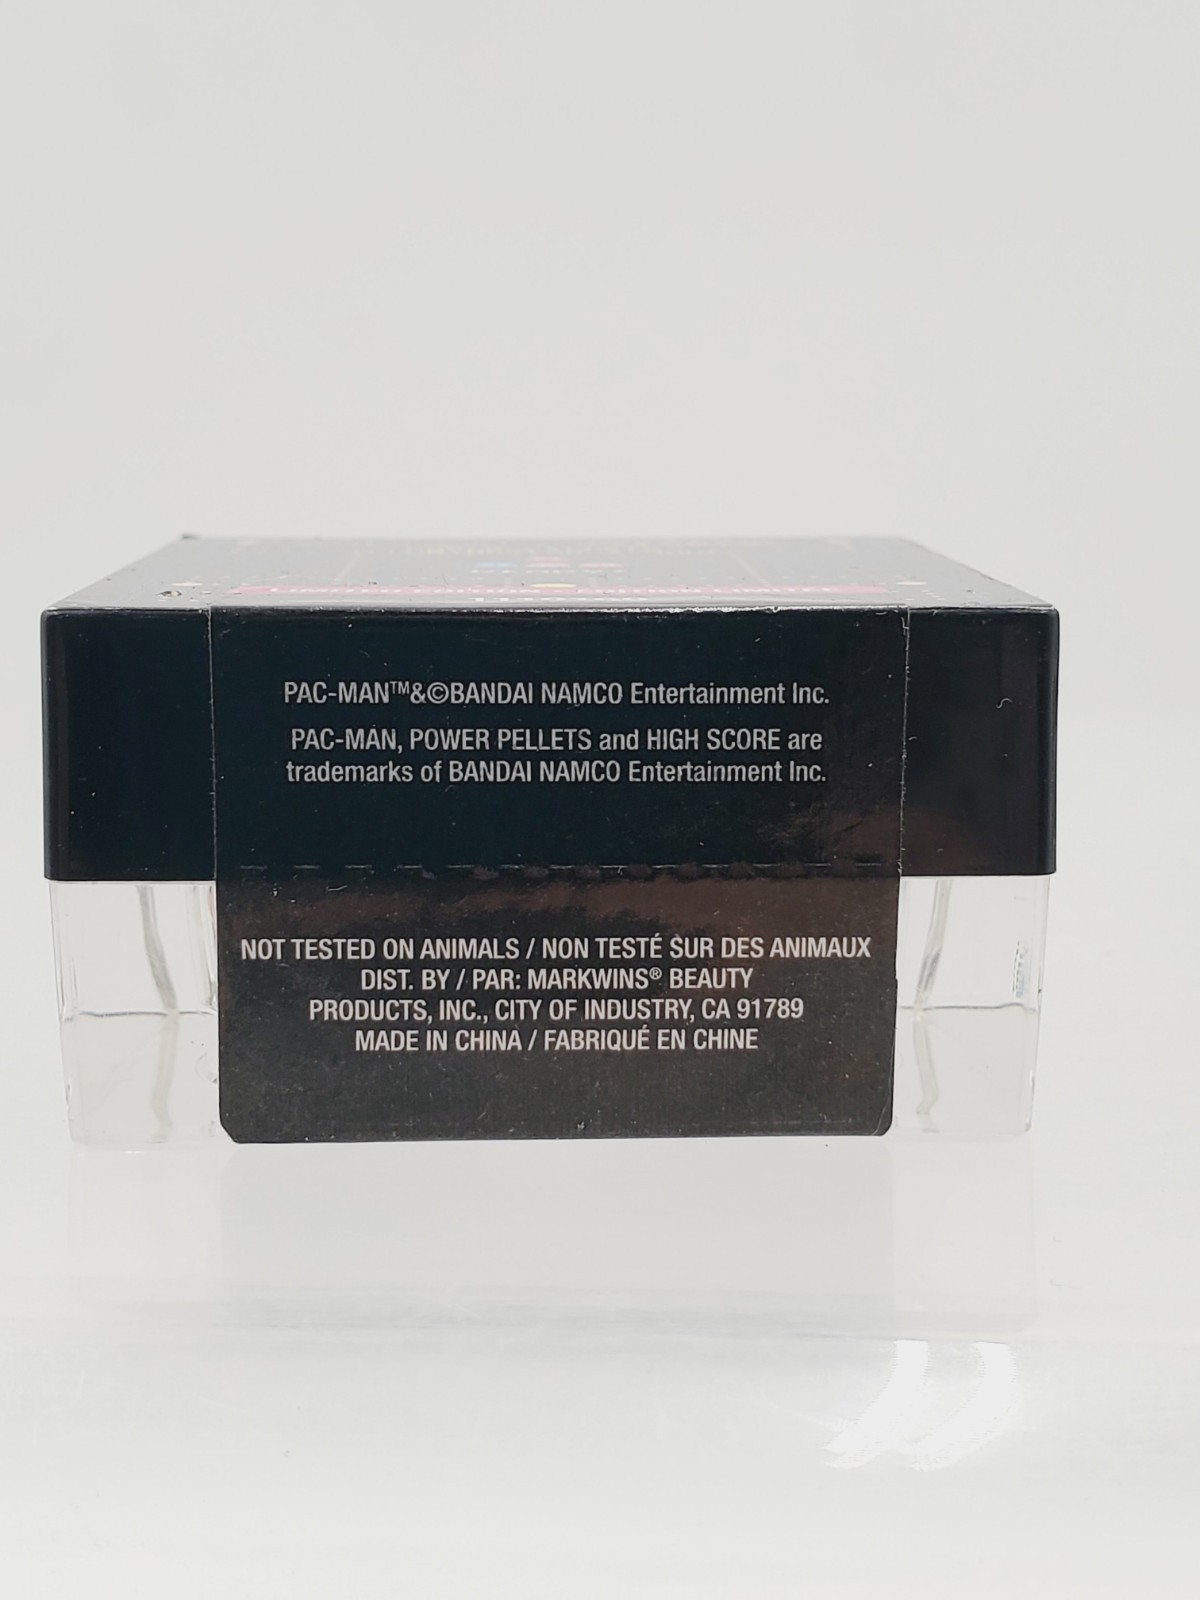 PAC-MAN™&©BANDAI NAMCO Entertainment Inc.
PAC-MAN, POWER PELLETS and HIGH SCORE are
trademarks of BANDAI NAMCO Entertainment Inc.
NOT TESTED ON ANIMALS / NON TESTÉ SUR DES ANIMAUX
DIST. BY / PAR: MARKWINS® BEAUTY
PRODUCTS, INC., CITY OF INDUSTRY, CA 91789
MADE IN CHINA / FABRIQUÉ EN CHINE